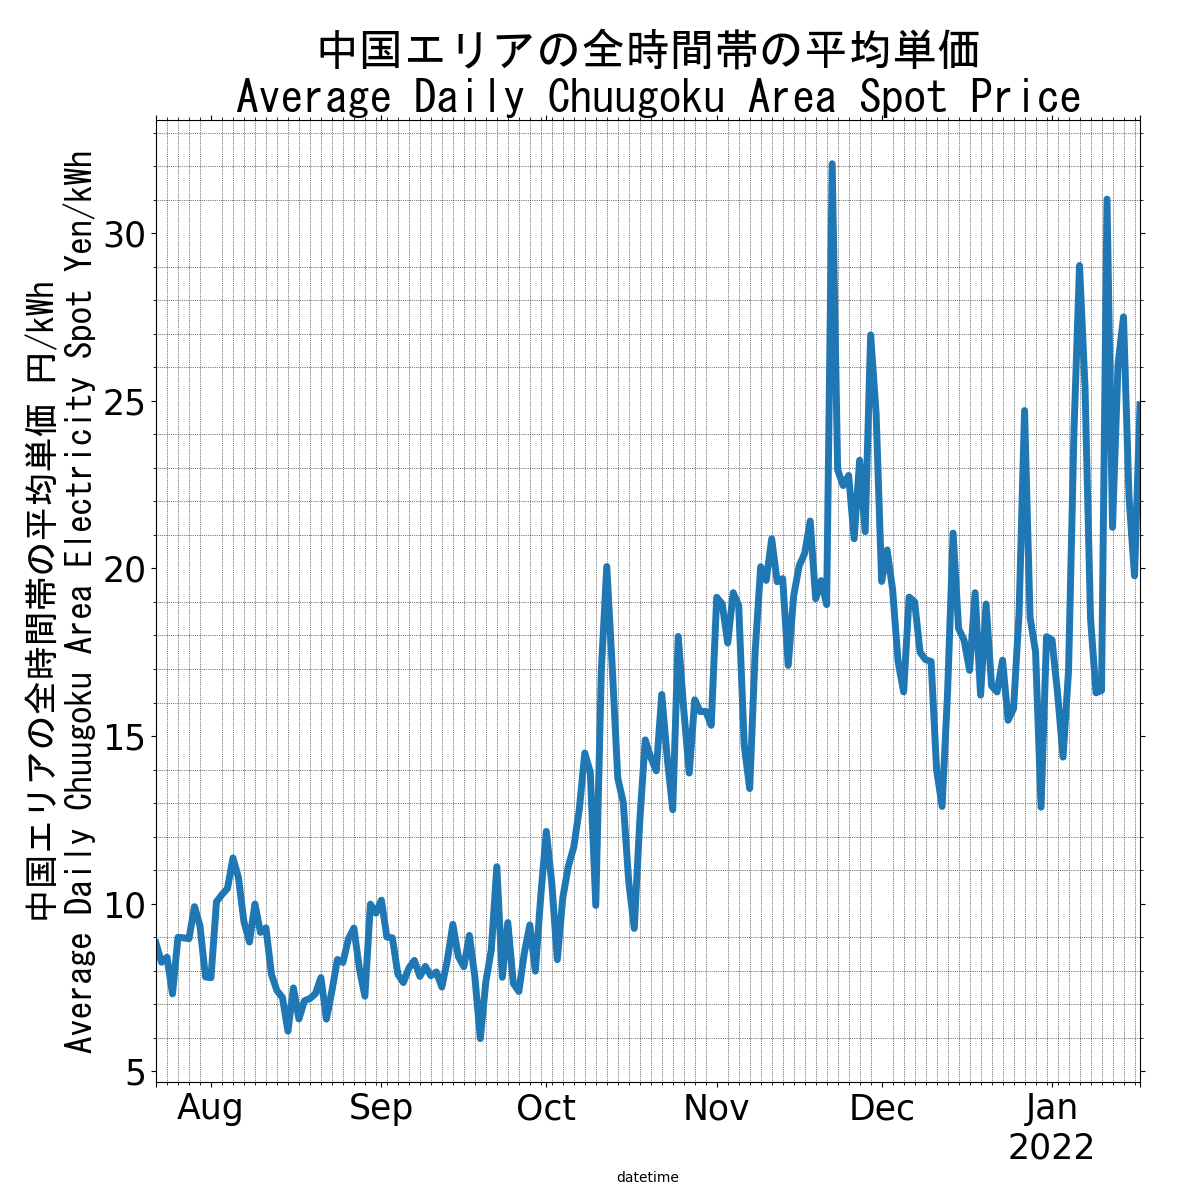 中国エリアの全時間帯の平均単価
Average Daily Chuugoku Area Spot Price
中国エリアの全時間帯の平均単価 円/kWh
Average Daily Chuugoku Area Electricity Spot Yen/kWh
30
25
20
15
10
5
Aug Sep Oct Nov Dec Jan
2022
datetime